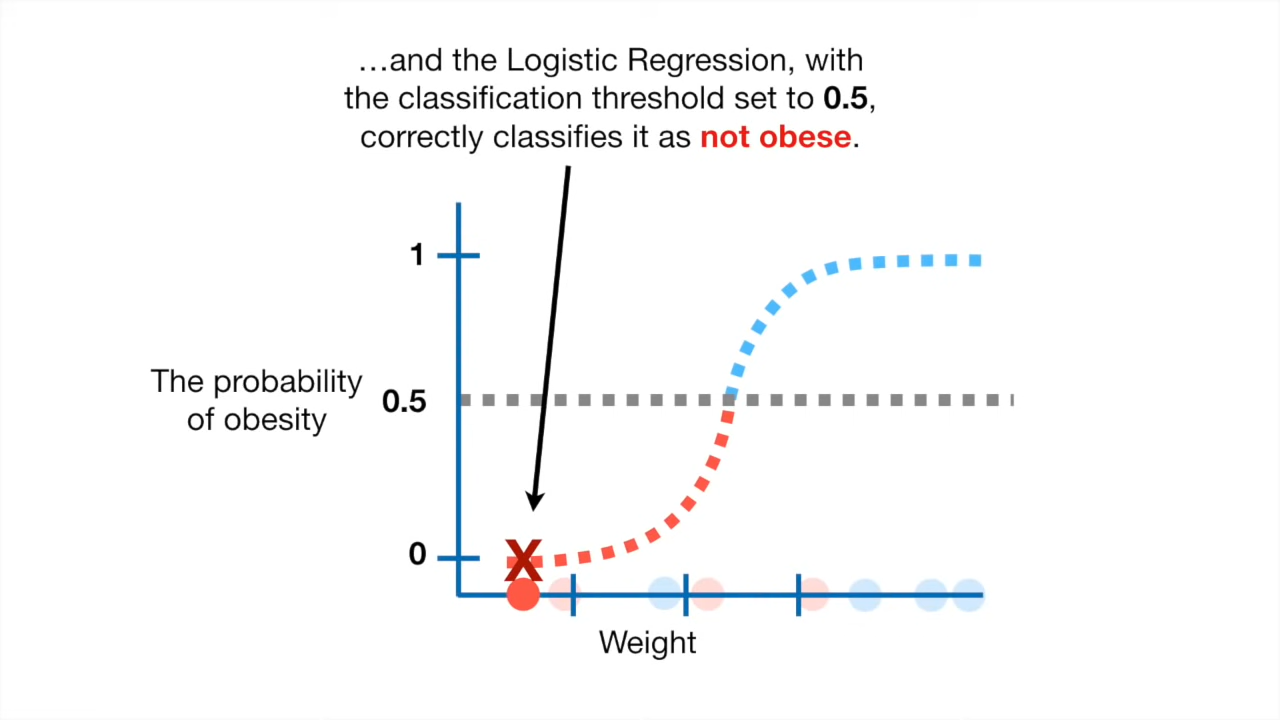 …and the Logistic Regression, with
the classification threshold set to 0.5,
correctly classifies it as not obese.
1
The probability
of obesity
0.5
0
X
Weight